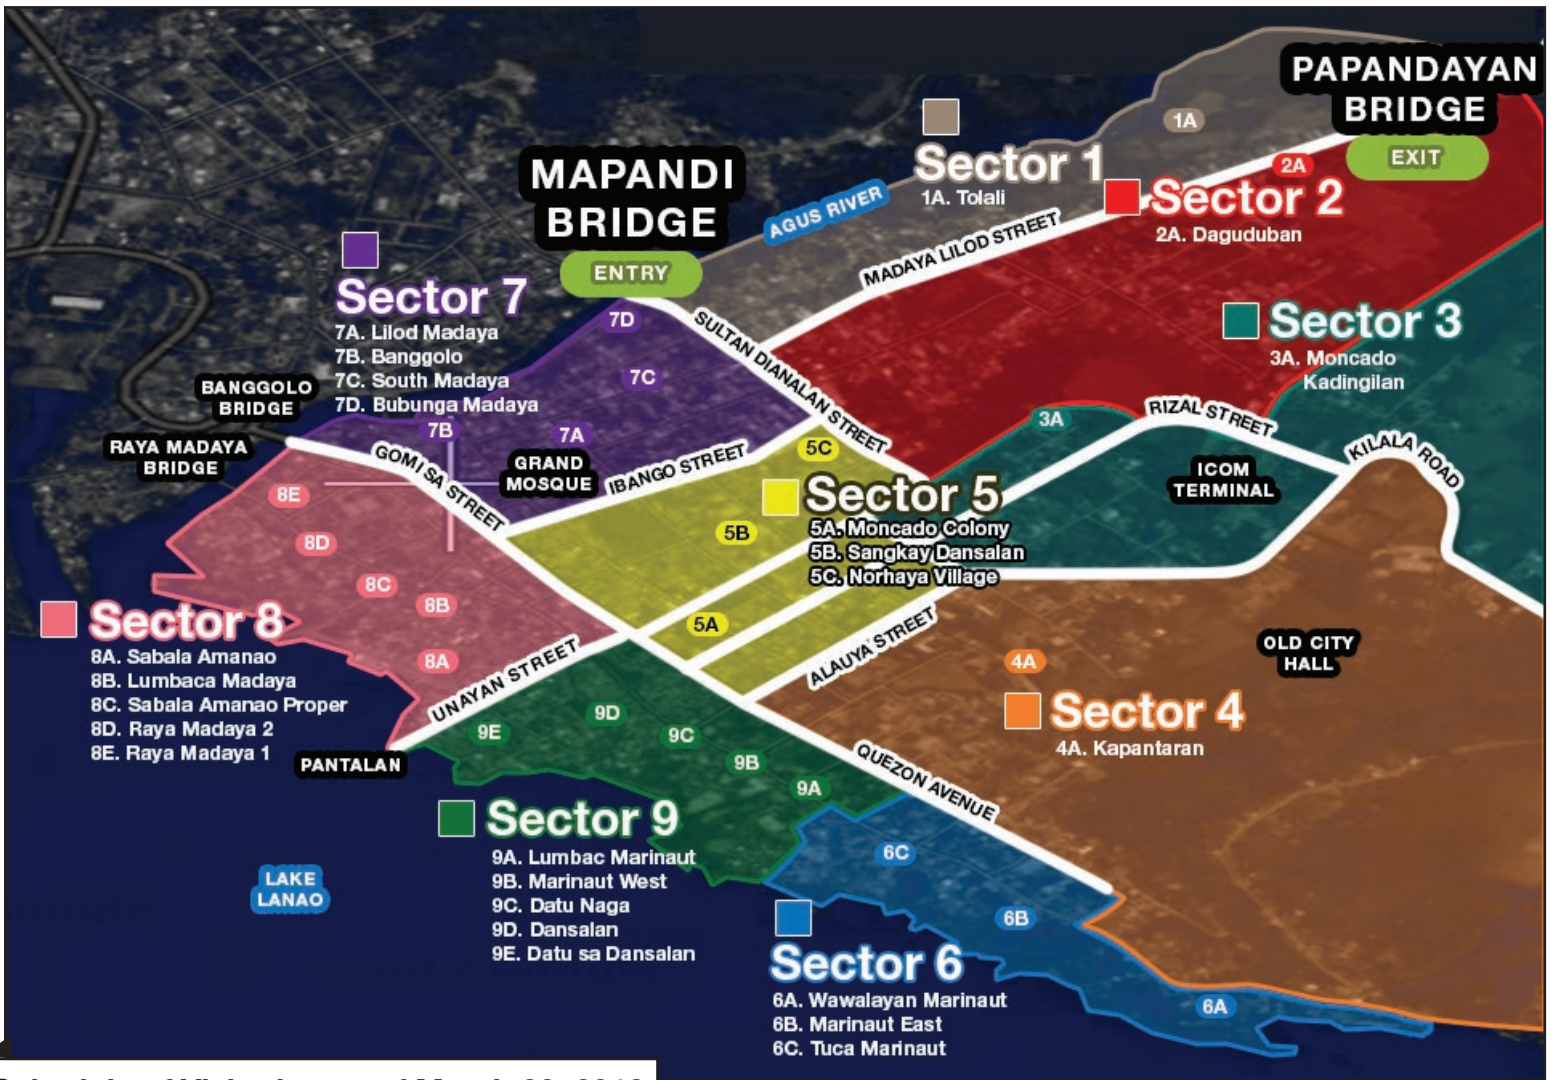 PAPANDAYAN
BRIDGE
EXIT
1A
Sector 1
1A. Tolali
2A
Sector 2
2A. Daguduban
MAPANDI
BRIDGE
ENTRY
AGUS RIVER
MADAYA LILOD STREET
Sector 7
7A. Lilod Madaya
7B. Banggolo
7C. South Madaya
7D. Bubunga Madaya
7D
7C
7B
7A
SULTAN DIANALAN STREET
Sector 3
3A. Moncado
Kadingilan
3A
RIZAL STREET
KILALA ROAD
ICOM
TERMINAL
BANGGOLO
BRIDGE
RAYA MADAYA
BRIDGE
GOMISA STREET
GRAND
MOSQUE
IBANGO STREET
5C
Sector 5
5A. Moncado Colony
5B. Sangkay Dansalan
5C. Norhaya Village
5B
5A
8E
8D
8C
8B
8A
Sector 8
8A. Sabala Amanao
8B. Lumbaca Madaya
8C. Sabala Amanao Proper
8D. Raya Madaya 2
8E. Raya Madaya 1
UNAYAN STREET
PANTALAN
ALAUYA STREET
OLD CITY
HALL
4A
Sector 4
4A. Kapantaran
QUEZON AVENUE
9E
9D
9C
9B
9A
Sector 9
9A. Lumbac Marinaut
9B. Marinaut West
9C. Datu Naga
9D. Dansalan
9E. Datu sa Dansalan
LAKE
LANAO
6C
6B
6A
Sector 6
6A. Wawalayan Marinaut
6B. Marinaut East
6C. Tuca Marinaut